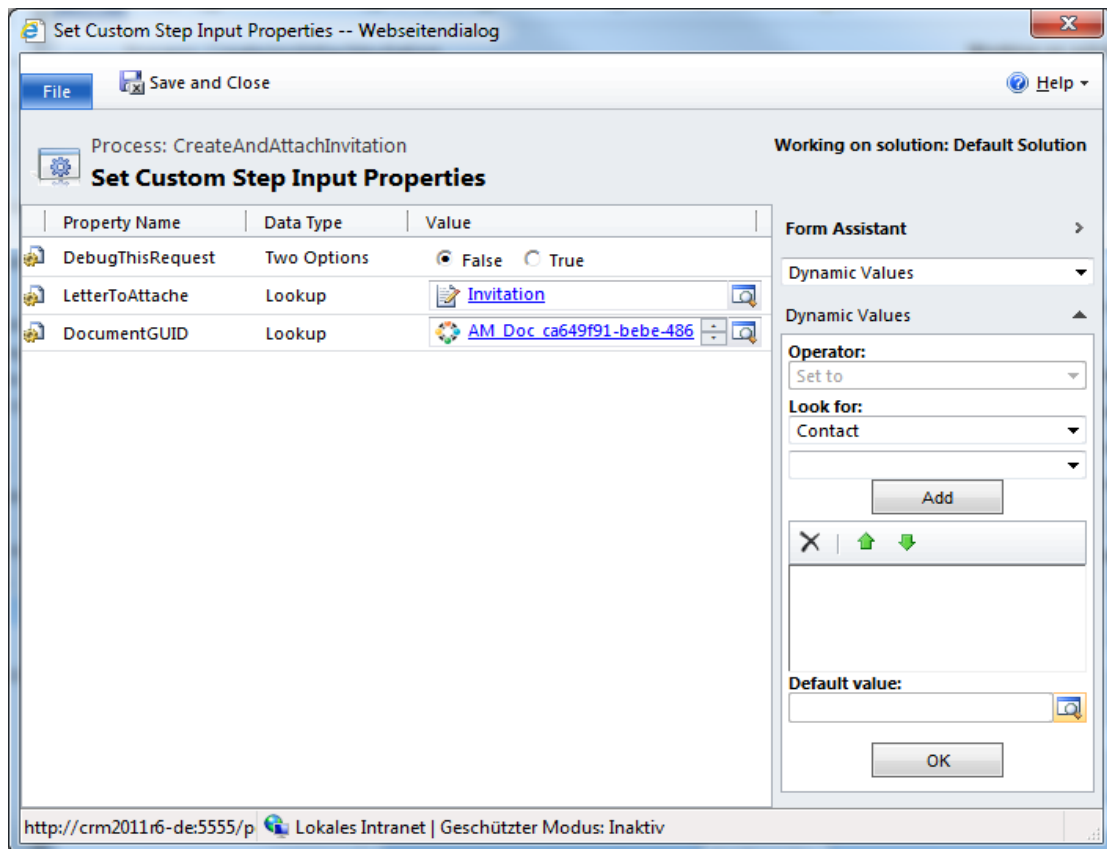 Set Custom Step Input Properties -- Webseitendialog
File
Save and Close
Help
Process: CreateAndAttachInvitation
Set Custom Step Input Properties
Working on solution: Default Solution
Property Name Data Type Value
DebugThisRequest Two Options False True
LetterToAttache Lookup Invitation
DocumentGUID Lookup AM_Doc_ca649f91-bebe-486
Form Assistant
Dynamic Values
Dynamic Values
Operator:
Set to
Look for:
Contact
Add
Default value:
OK
http://crm2011r6-de:5555/p Lokales Intranet | Geschützter Modus: Inaktiv